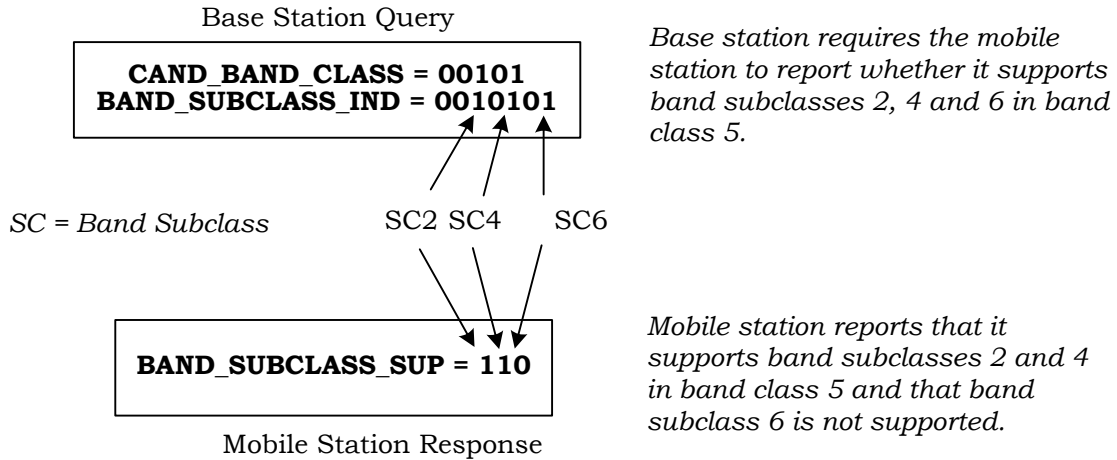 Base Station Query
CAND_BAND_CLASS = 00101
BAND_SUBCLASS_IND = 0010101
Base station requires the mobile
station to report whether it supports
band subclasses 2, 4 and 6 in band
class 5.
SC = Band Subclass
SC2 SC4 SC6
BAND_SUBCLASS_SUP = 110
Mobile station reports that it
supports band subclasses 2 and 4
in band class 5 and that band
subclass 6 is not supported.
Mobile Station Response